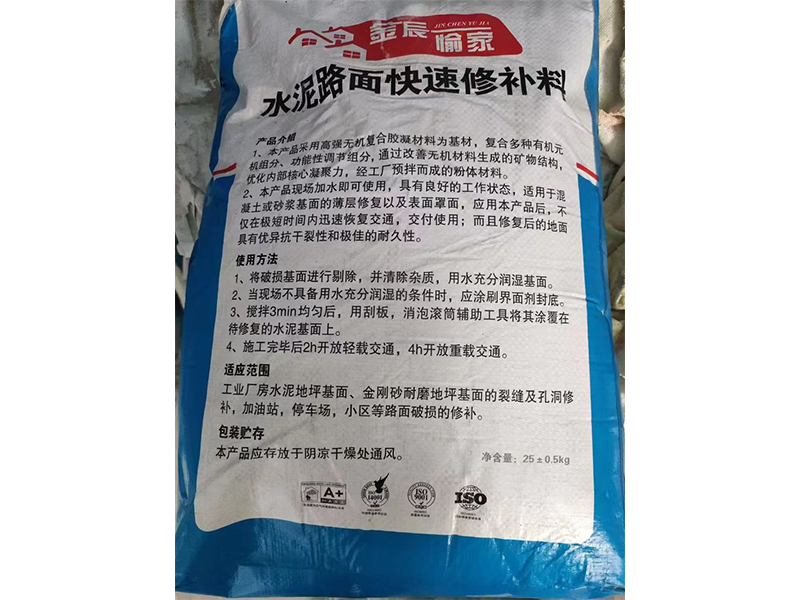 金辰
JIN CHEN YU JIA
愉家
水泥路面快速修补料
产品介绍
1、本产品采用高强无机复合胶凝材料为基材，复合多种有机元
机组分、功能性调节组分,通过改善无机材料生成的矿物结构，
优化内部核心凝聚力，经工厂预拌而成的粉体材料。
2、本产品现场加水即可使用，具有良好的工作状态，适用于混
凝土或砂浆基面的薄层修复以及表面罩面，应用本产品后，不
仅在极短时间内迅速恢复交通，交付使用；而且修复后的地面
具有优异抗干裂性和极佳的耐久性。
使用方法
1、将破损基面进行剔除，并清除杂质，用水充分润湿基面。
2、当现场不具备用水充分润湿的条件时，应涂刷界面剂封底。
3、搅拌3min均匀后，用刮板，消泡滚筒辅助工具将其涂覆在
待修复的水泥基面上。
4、施工完毕后2h开放轻载交通，4h开放重载交通。
适应范围
工业厂房水泥地坪基面、金刚砂耐磨地坪基面的裂缝及孔洞修
补，加油站，停车场，小区等路面破损的修补。
包装贮存
本产品应存放于阴凉干燥处通风。
净含量：25±0.5kg
A+
ISO
14001
ISO
9001
ISO